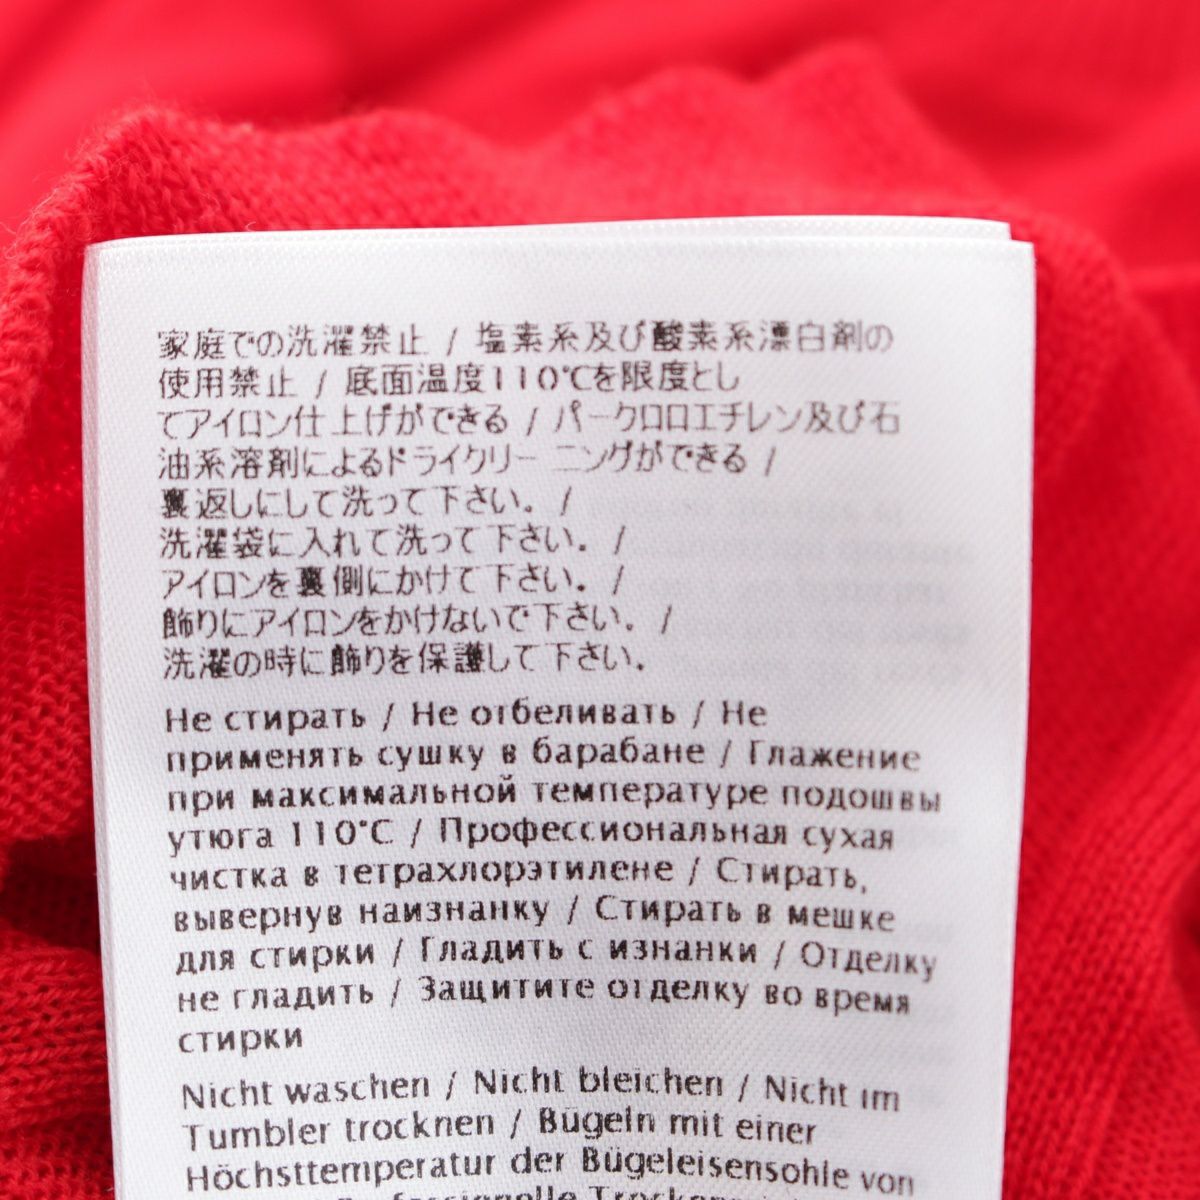 家庭での洗濯禁止 / 塩素系及び酸素系漂白剤の
使用禁止 / 底面温度110℃を限度とし
てアイロン仕上げができる / パークロロエチレン及び石
油系溶剤によるドライクリーニングができる /
裏返しにして洗って下さい。 /
洗濯袋に入れて洗って下さい。 /
アイロンを裏側にかけて下さい。 /
飾りにアイロンをかけないで下さい。 /
洗濯の時に飾りを保護して下さい。
Не стирать / Не отбеливать / Не
применять сушку в барабане / Глажение
при максимальной температуре подошвы
утюга 110°C / Профессиональная сухая
чистка в тетрахлорэтилене / Стирать,
вывернув наизнанку / Стирать в мешке
для стирки / Гладить с изнанки / Отделку
не гладить / Защитите отделку во время
стирки
Nicht waschen / Nicht bleichen / Nicht im
Tumbler trocknen / Bügeln mit einer
Höchsttemperatur der Bügeleisensohle von